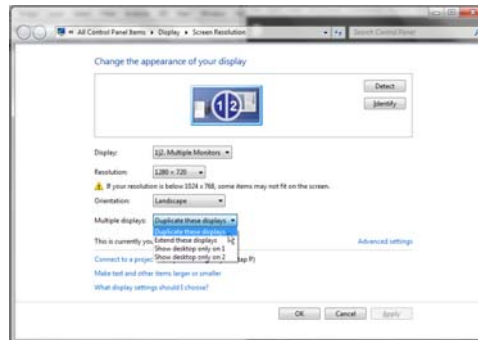 All Control Panel Items ▸ Display ▸ Screen Resolution
Search Control Panel
Change the appearance of your display
1|2
Detect
Identify
Display: 1|2. Multiple Monitors
Resolution: 1280 × 720
If your resolution is below 1024 x 768, some items may not fit on the screen.
Orientation: Landscape
Multiple displays: Duplicate these displays
Duplicate these displays
Extend these displays
Show desktop only on 1
Show desktop only on 2
This is currently you
Advanced settings
Connect to a projec
tap P)
Make text and other items larger or smaller
What display settings should I choose?
OK Cancel Apply